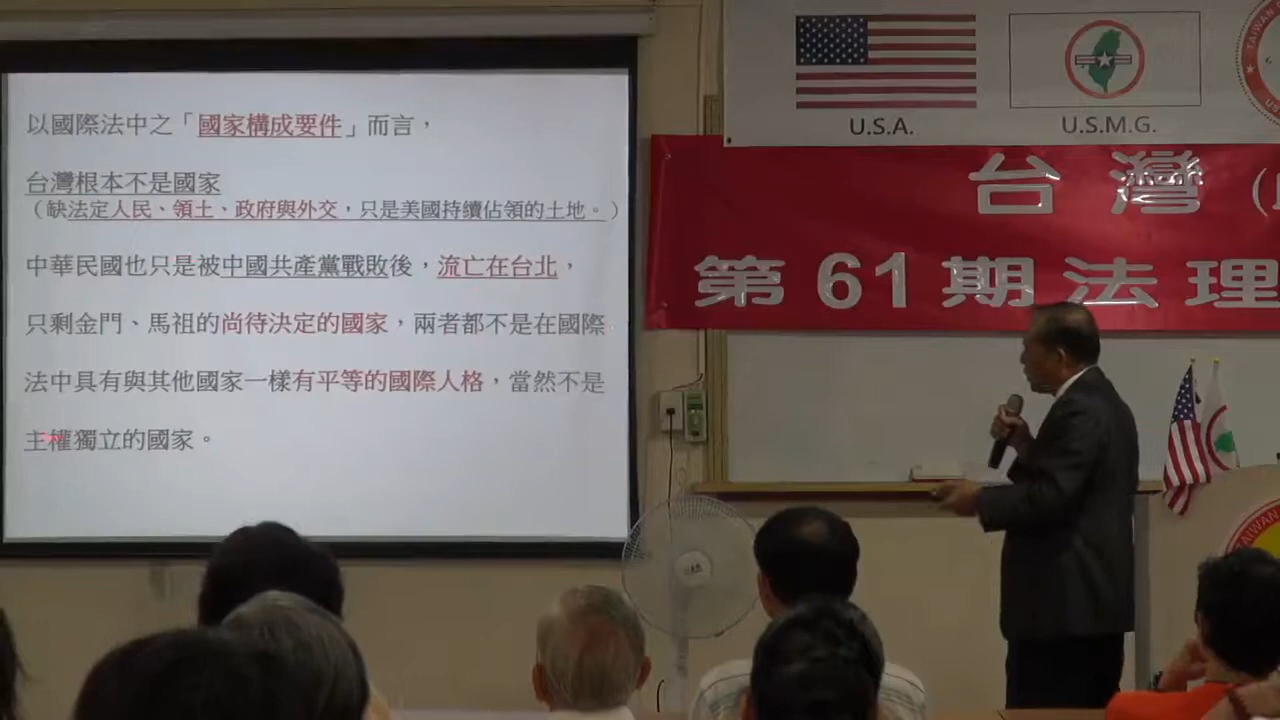 以國際法中之「國家構成要件」而言，
台灣根本不是國家
（缺法定人民、領土、政府與外交，只是美國持續佔領的土地。）
中華民國也只是被中國共產黨戰敗後，流亡在台北，
只剩金門、馬祖的尚待決定的國家，兩者都不是在國際
法中具有與其他國家一樣有平等的國際人格，當然不是
主權獨立的國家。
U.S.A.
U.S.M.G.
台灣（
第61期法理
TAIWAN